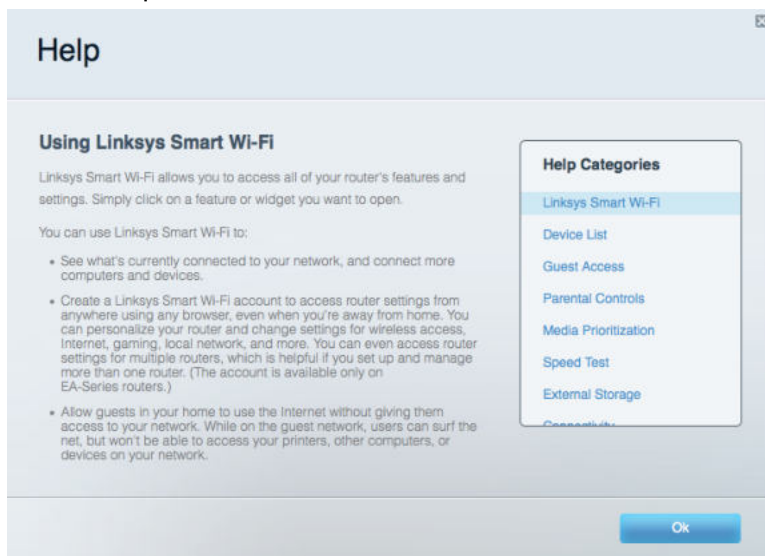 Help
Using Linksys Smart Wi-Fi
Linksys Smart Wi-Fi allows you to access all of your router's features and
settings. Simply click on a feature or widget you want to open.
You can use Linksys Smart Wi-Fi to:
• See what's currently connected to your network, and connect more
computers and devices.
• Create a Linksys Smart Wi-Fi account to access router settings from
anywhere using any browser, even when you're away from home. You
can personalize your router and change settings for wireless access,
Internet, gaming, local network, and more. You can even access router
settings for multiple routers, which is helpful if you set up and manage
more than one router. (The account is available only on
EA-Series routers.)
• Allow guests in your home to use the Internet without giving them
access to your network. While on the guest network, users can surf the
net, but won't be able to access your printers, other computers, or
devices on your network.
Help Categories
Linksys Smart Wi-Fi
Device List
Guest Access
Parental Controls
Media Prioritization
Speed Test
External Storage
Connectivity
Ok